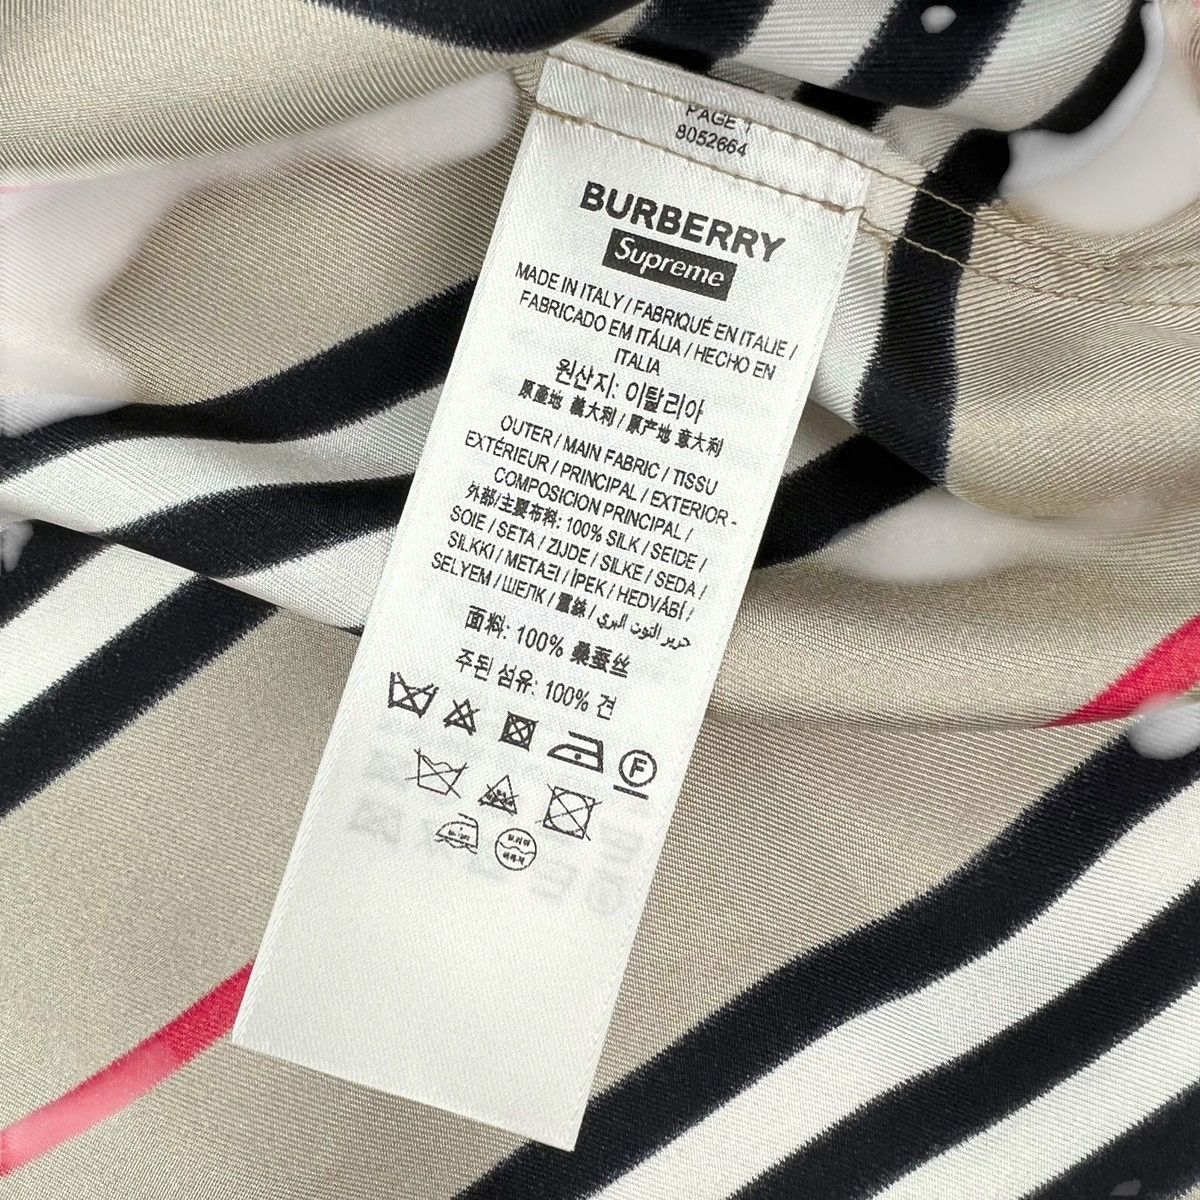 PAGE 1
8052664
BURBERRY
Supreme
MADE IN ITALY / FABRIQUÉ EN ITALIE /
FABRICADO EM ITÁLIA / HECHO EN
ITALIA
원산지: 이탈리아
原產地 義大利 / 原产地 意大利
OUTER / MAIN FABRIC / TISSU
EXTÉRIEUR / PRINCIPAL / EXTERIOR -
COMPOSICION PRINCIPAL /
外部/主要布料: 100% SILK / SEIDE /
SOIE / SETA / ZIJDE / SILKE / SEDA /
SILKKI / ΜΕΤΑΞΙ / İPEK / HEDVÁBÍ /
SELYEM / ШЕЛК / 蠶絲 / حرير التوت البري
面料: 100% 桑蚕丝
주된 섬유: 100% 견
F